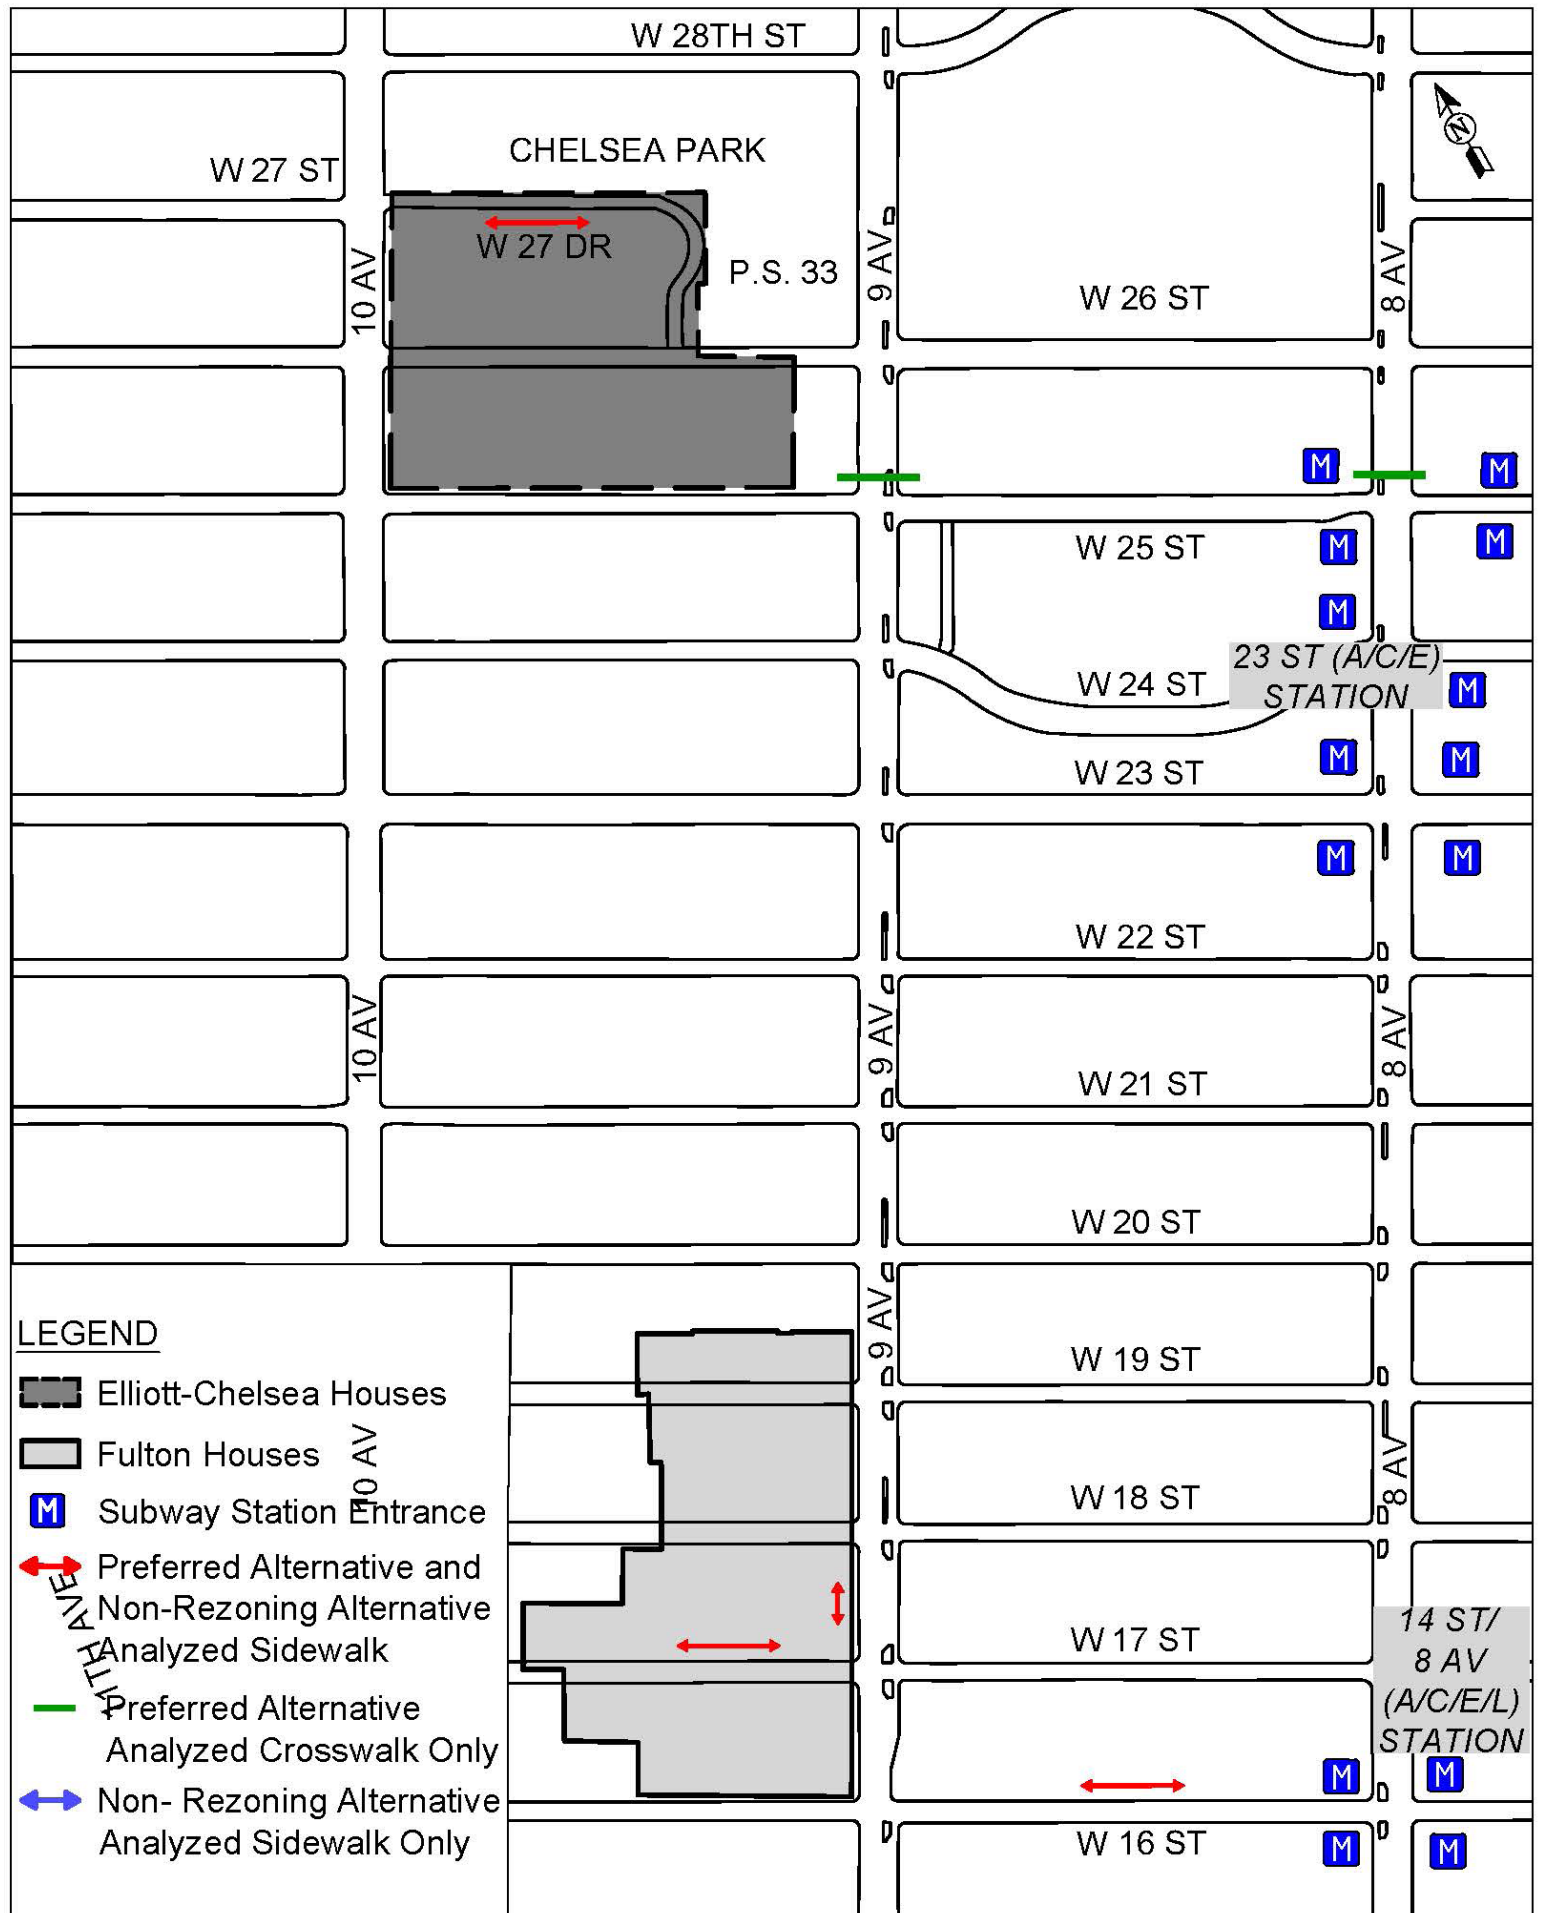 W 28TH ST
CHELSEA PARK
W 27 ST
N
W 27 DR
P.S. 33
10 AV
9 AV
8 AV
W 26 ST
M
M
W 25 ST
M
M
M
23 ST (A/C/E)
STATION
W 24 ST
M
W 23 ST
M
M
M
M
W 22 ST
10 AV
9 AV
8 AV
W 21 ST
W 20 ST
9 AV
W 19 ST
8 AV
W 18 ST
W 17 ST
14 ST/
8 AV
(A/C/E/L)
STATION
M
M
W 16 ST
M
M
LEGEND
Elliott-Chelsea Houses
Fulton Houses
10 AV
M Subway Station Entrance
Preferred Alternative and
Non-Rezoning Alternative
Analyzed Sidewalk
11TH AVE
Preferred Alternative
Analyzed Crosswalk Only
Non- Rezoning Alternative
Analyzed Sidewalk Only